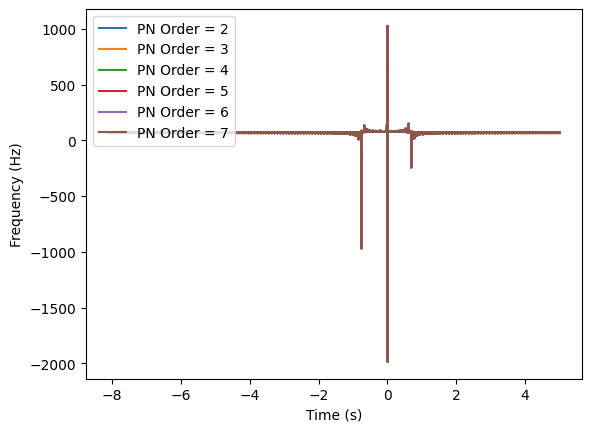 PN Order = 2
PN Order = 3
PN Order = 4
PN Order = 5
PN Order = 6
PN Order = 7
1000
500
0
−500
−1000
−1500
−2000
Frequency (Hz)
−8 −6 −4 −2 0 2 4
Time (s)